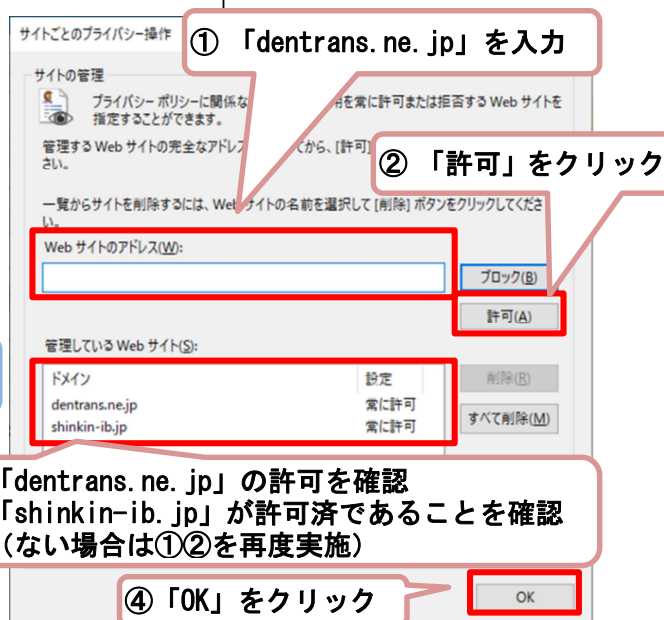 サイトごとのプライバシー操作
① 「dentrans.ne.jp」を入力
サイトの管理
プライバシー ポリシーに関係な
用を常に許可または拒否する Web サイトを
指定することができます。
管理する Web サイトの完全なアドレス
てから、[許可]
さい。
② 「許可」をクリック
一覧からサイトを削除するには、Web サイトの名前を選択して [削除] ボタンをクリックしてくださ
い。
Web サイトのアドレス(W):
ブロック(B)
許可(A)
管理している Web サイト(S):
ドメイン 設定
削除(R)
dentrans.ne.jp 常に許可
shinkin-ib.jp 常に許可
すべて削除(M)
「dentrans.ne.jp」の許可を確認
「shinkin-ib.jp」が許可済であることを確認
(ない場合は①②を再度実施)
④「OK」をクリック
OK